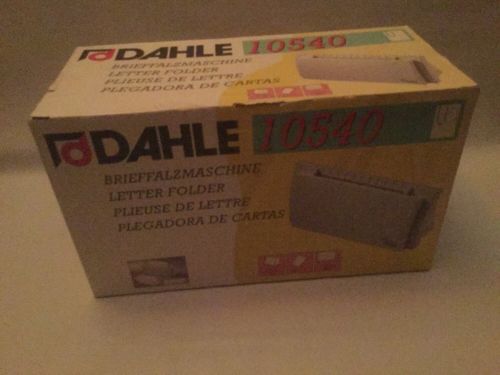 DAHLE 10540
BRIEFFALZMASCHINE
LETTER FOLDER
PLIEUSE DE LETTRE
PLEGADORA DE CARTAS
DAHLE 10540
BRIEFFALZMASCHINE
LETTER FOLDER
PLIEUSE DE LETTRE
PLEGADORA DE CARTAS